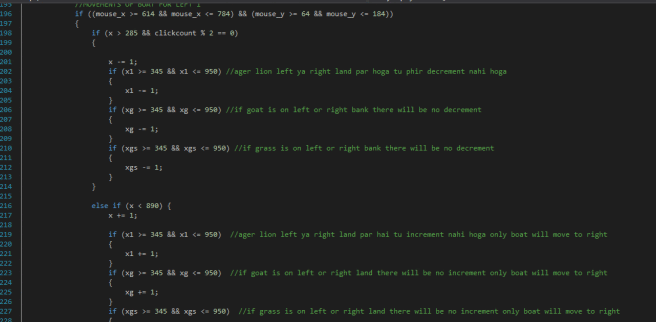 195 //MOVEMENTS OF BOAT FOR LEFT 1
196 if ((mouse_x >= 614 && mouse_x <= 784) && (mouse_y >= 64 && mouse_y <= 184))
197 {
198 if (x > 285 && clickcount % 2 == 0)
199 {
200
201 x -= 1;
202 if (x1 >= 345 && x1 <= 950) //ager lion left ya right land par hoga tu phir decrement nahi hoga
203 {
204 x1 -= 1;
205 }
206 if (xg >= 345 && xg <= 950) //if goat is on left or right bank there will be no decrement
207 {
208 xg -= 1;
209 }
210 if (xgs >= 345 && xgs <= 950) //if grass is on left or right bank there will be no decrement
211 {
212 xgs -= 1;
213 }
214 }
215
216 else if (x < 890) {
217 x += 1;
218
219 if (x1 >= 345 && x1 <= 950) //ager lion left ya right land par hai tu increment nahi hoga only boat will move to right
220 {
221 x1 += 1;
222 }
223 if (xg >= 345 && xg <= 950) //if goat is on left or right land there will be no increment only boat will move to right
224 {
225 xg += 1;
226 }
227 if (xgs >= 345 && xgs <= 950) //if grass is on left or right land there will be no increment only boat will move to right
228 {